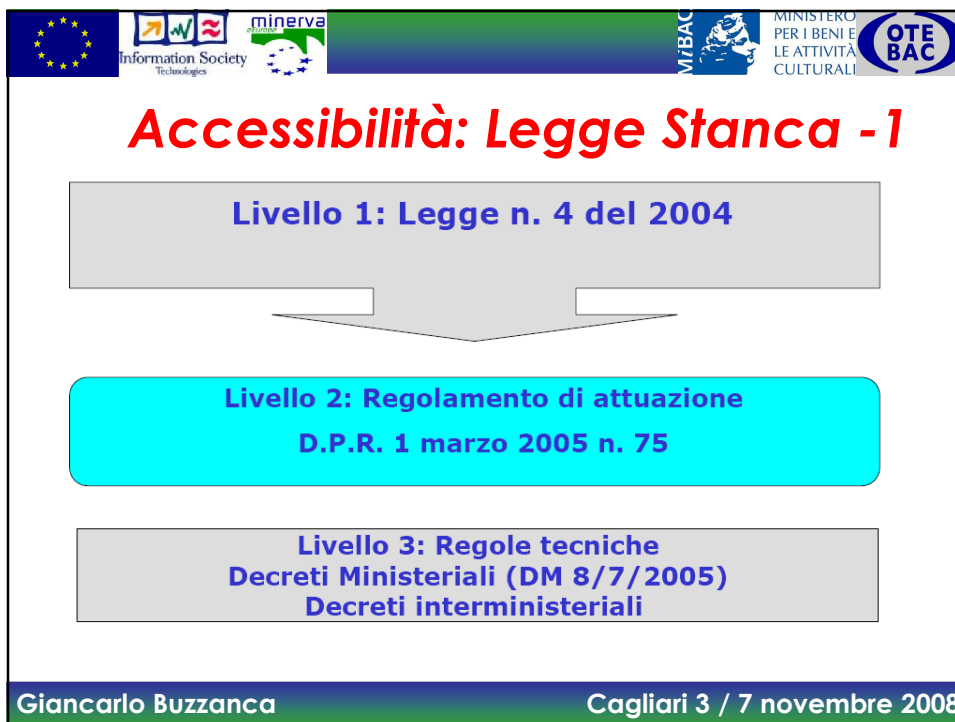 Information Society
Technologies
minerva
europe
MiBAC
MINISTERO
PER I BENI E
LE ATTIVITÀ
CULTURALI
OTE
BAC
Accessibilità: Legge Stanca -1
Livello 1: Legge n. 4 del 2004
Livello 2: Regolamento di attuazione
D.P.R. 1 marzo 2005 n. 75
Livello 3: Regole tecniche
Decreti Ministeriali (DM 8/7/2005)
Decreti interministeriali
Giancarlo Buzzanca
Cagliari 3 / 7 novembre 2008